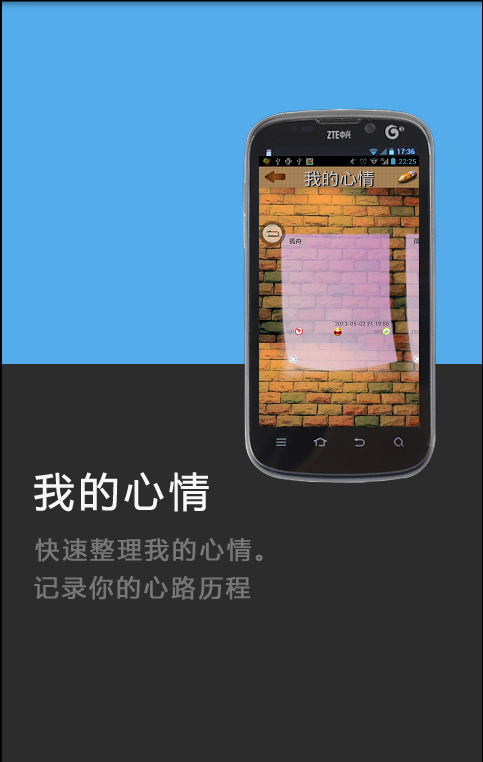 ZTE中兴
17:36
22:25
我的心情
孤舟
孤
2013-05-02 21:19:56
我的心情
快速整理我的心情。
记录你的心路历程